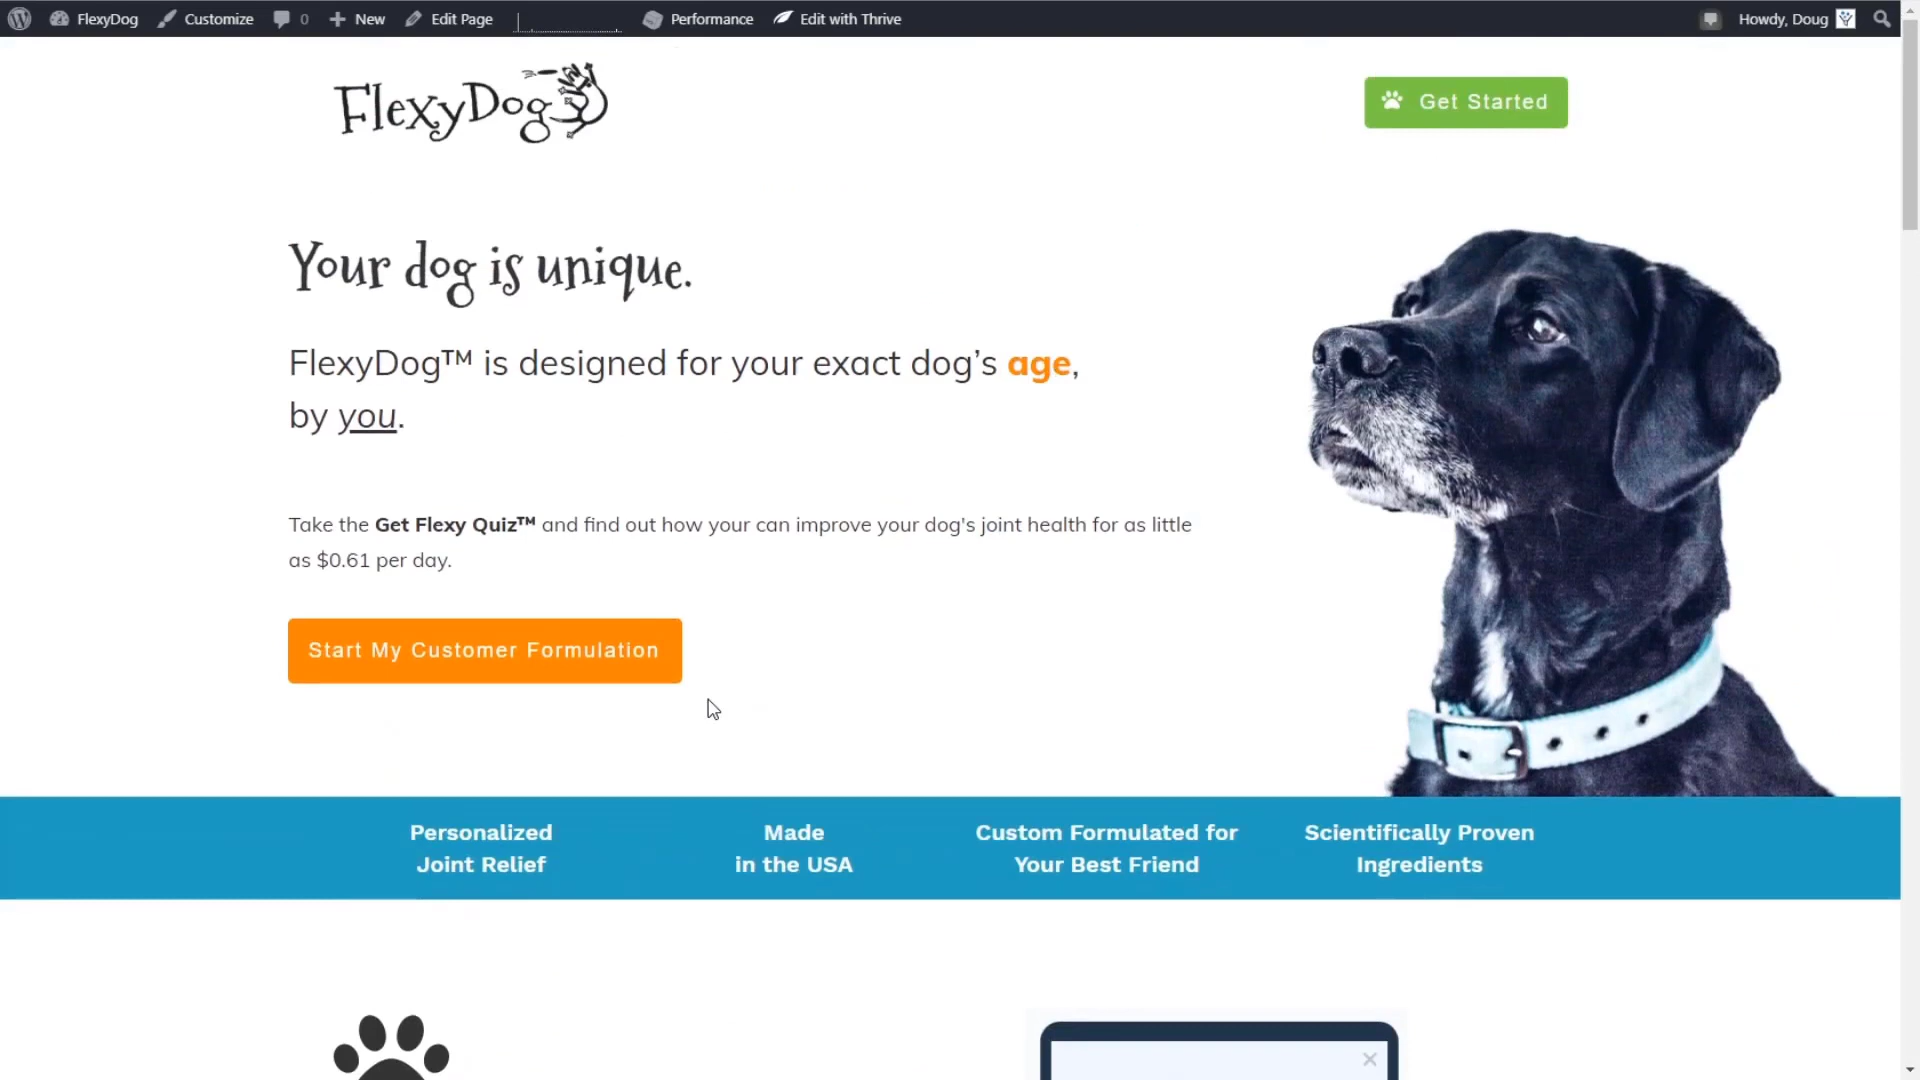 FlexyDog Customize 0 New Edit Page Performance Edit with Thrive Howdy, Doug
FlexyDog
Get Started
Your dog is unique.
FlexyDog™ is designed for your exact dog’s age,
by you.
Take the Get Flexy Quiz™ and find out how your can improve your dog's joint health for as little
as $0.61 per day.
Start My Customer Formulation
Personalized
Joint Relief
Made
in the USA
Custom Formulated for
Your Best Friend
Scientifically Proven
Ingredients